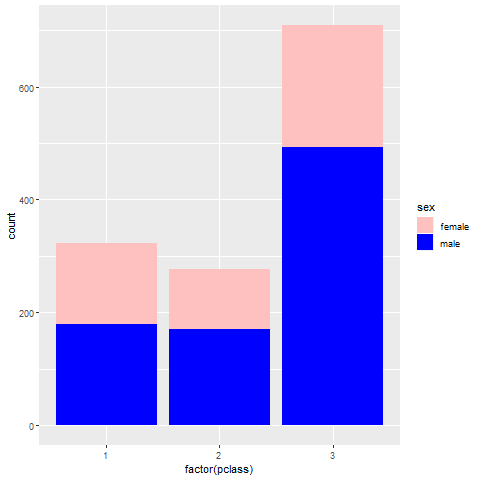 600
400
200
0
count
1
2
3
factor(pclass)
sex
female
male